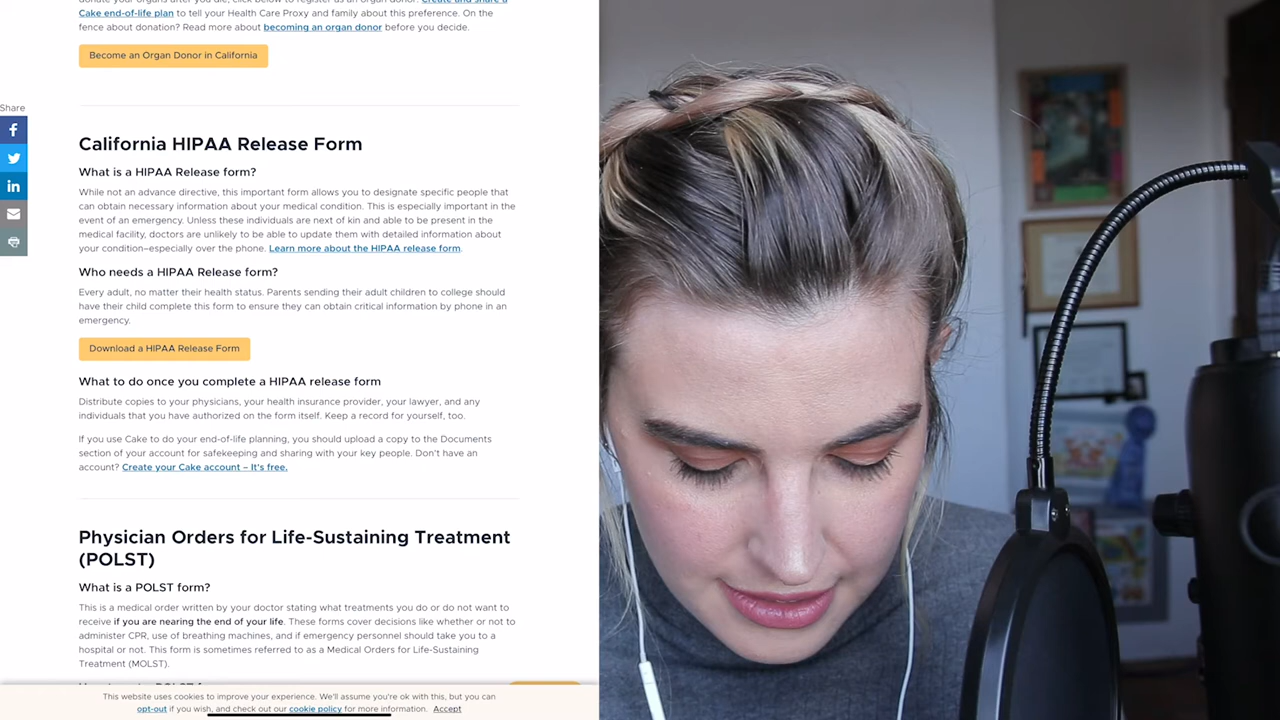 Cake end-of-life plan to tell your Health Care Proxy and family about this preference. On the
fence about donation? Read more about becoming an organ donor before you decide.
Become an Organ Donor in California
Share
California HIPAA Release Form
What is a HIPAA Release form?
While not an advance directive, this important form allows you to designate specific people that
can obtain necessary information about your medical condition. This is especially important in the
event of an emergency. Unless these individuals are next of kin and able to be present in the
medical facility, doctors are unlikely to be able to update them with detailed information about
your condition–especially over the phone. Learn more about the HIPAA release form.
Who needs a HIPAA Release form?
Every adult, no matter their health status. Parents sending their adult children to college should
have their child complete this form to ensure they can obtain critical information by phone in an
emergency.
Download a HIPAA Release Form
What to do once you complete a HIPAA release form
Distribute copies to your physicians, your health insurance provider, your lawyer, and any
individuals that you have authorized on the form itself. Keep a record for yourself, too.
If you use Cake to do your end-of-life planning, you should upload a copy to the Documents
section of your account for safekeeping and sharing with your key people. Don't have an
account? Create your Cake account – It's free.
Physician Orders for Life-Sustaining Treatment
(POLST)
What is a POLST form?
This is a medical order written by your doctor stating what treatments you do or do not want to
receive if you are nearing the end of your life. These forms cover decisions like whether or not to
administer CPR, use of breathing machines, and if emergency personnel should take you to a
hospital or not. This form is sometimes referred to as a Medical Orders for Life-Sustaining
Treatment (MOLST).
This website uses cookies to improve your experience. We'll assume you're ok with this, but you can
opt-out if you wish, and check out our cookie policy for more information. Accept